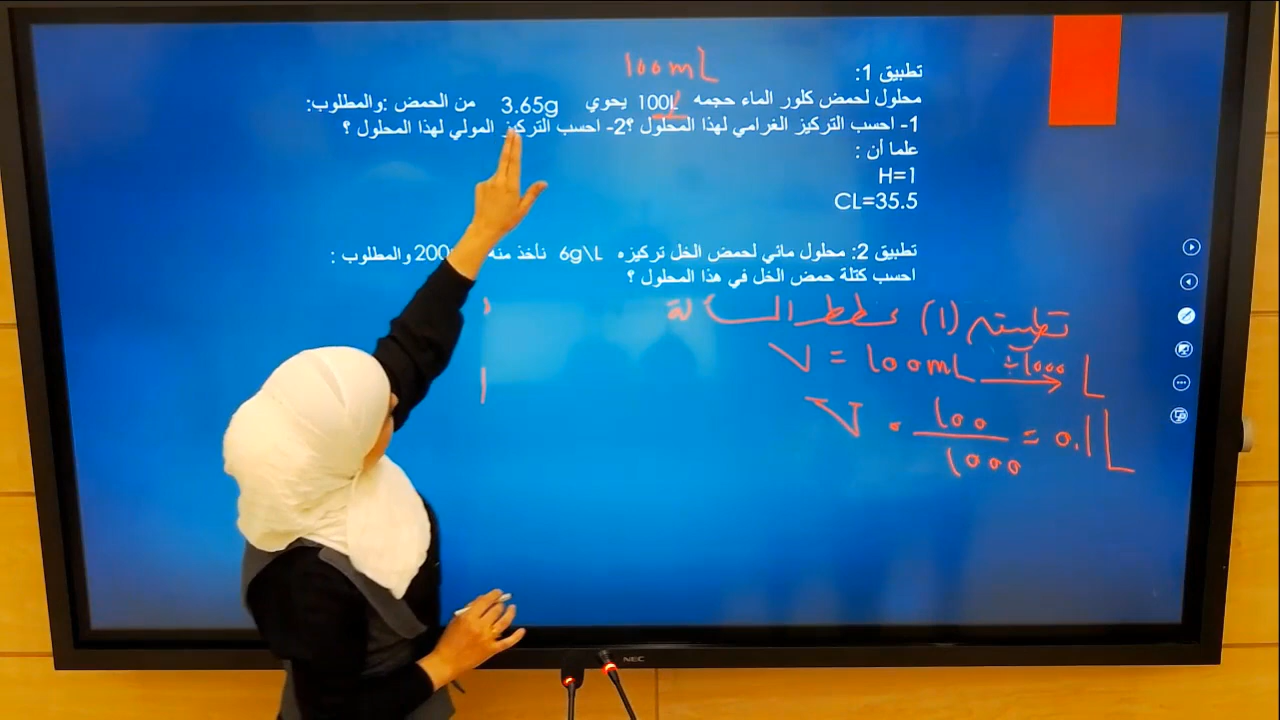 100mL
تطبيق 1:
محلول لحمض كلور الماء حجمه 100L يحوي 3.65g من الحمض :والمطلوب:
1- احسب التركيز الغرامي لهذا المحلول ؟2- احسب التركيز المولي لهذا المحلول ؟
علما أن :
H=1
CL=35.5
تطبيق 2: محلول مائي لحمض الخل تركيزه 6g\L نأخذ منه 200 والمطلوب :
احسب كتلة حمض الخل في هذا المحلول ؟
(1)
V = 100mL ÷1000 L
V = 100/1000 = 0.1L
NEC